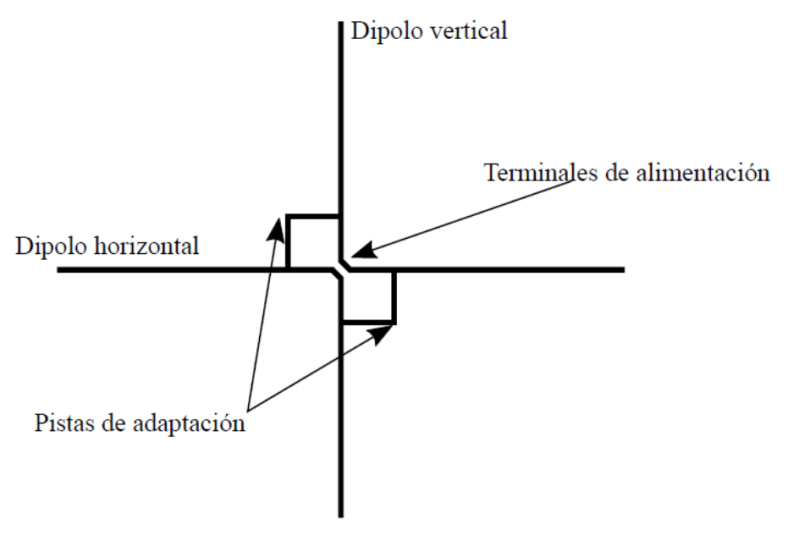 Dipolo vertical
Terminales de alimentación
Dipolo horizontal
Pistas de adaptación